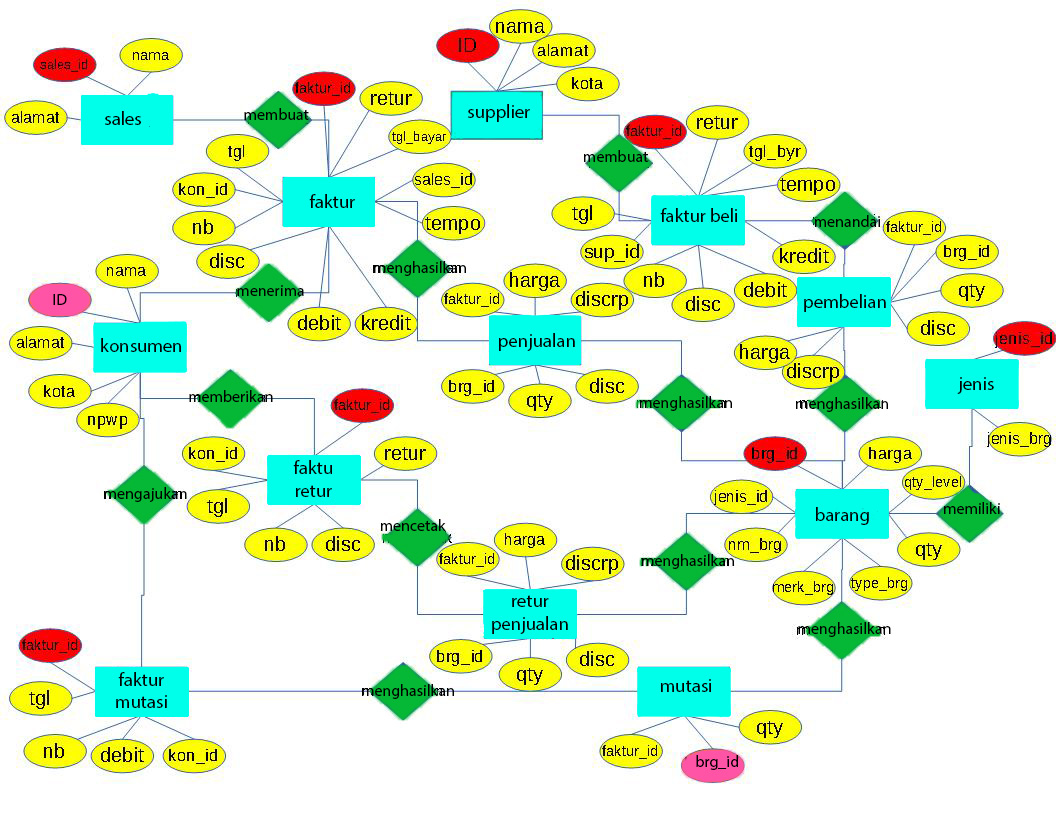 nama
ID
alamat
kota
supplier
nama
sales_id
alamat
sales
membuat
faktur_id
retur
tgl_bayar
tgl
kon_id
nb
disc
faktur
sales_id
tempo
menghasilkan
menerima
debit
kredit
membuat
faktur_id
retur
tgl_byr
tempo
tgl
sup_id
nb
disc
debit
kredit
faktur beli
menandai
faktur_id
brg_id
qty
disc
pembelian
harga
discrp
menghasilkan
jenis_id
jenis
jenis_brg
memiliki
nama
ID
alamat
kota
npwp
konsumen
harga
faktur_id
discrp
penjualan
brg_id
qty
disc
menghasilkan
memberikan
faktur_id
kon_id
tgl
nb
disc
retur
faktu
retur
mengajukan
mencetak
brg_id
harga
qty_level
jenis_id
nm_brg
merk_brg
type_brg
qty
barang
menghasilkan
menghasilkan
harga
faktur_id
discrp
retur
penjualan
brg_id
qty
disc
faktur_id
tgl
nb
debit
kon_id
faktur
mutasi
menghasilkan
mutasi
faktur_id
brg_id
qty